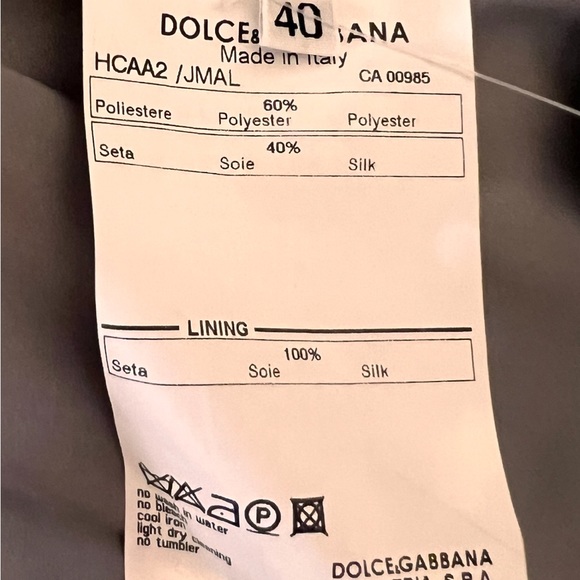 40
DOLCE&
Made in Italy
HCAA2 /JMAL
CA 00985
60%
Poliestere Polyester Polyester
40%
Seta Soie Silk
LINING
100%
Seta Soie Silk
P
no wash in water
no bleach
cool iron
light dry cleaning
no tumbler
DOLCE&GABBANA